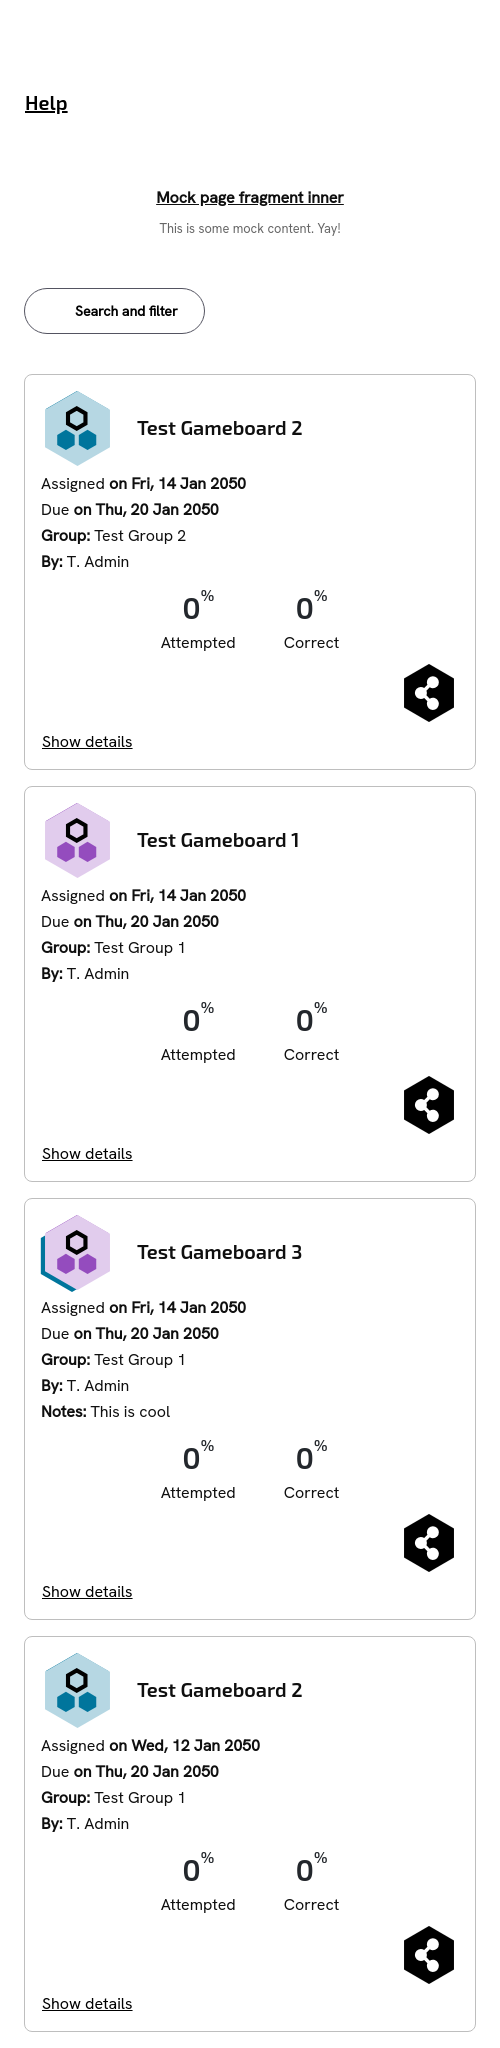 Help
Mock page fragment inner
This is some mock content. Yay!
Search and filter
Test Gameboard 2
Assigned on Fri, 14 Jan 2050
Due on Thu, 20 Jan 2050
Group: Test Group 2
By: T. Admin
0% 0%
Attempted Correct
Show details
Test Gameboard 1
Assigned on Fri, 14 Jan 2050
Due on Thu, 20 Jan 2050
Group: Test Group 1
By: T. Admin
0% 0%
Attempted Correct
Show details
Test Gameboard 3
Assigned on Fri, 14 Jan 2050
Due on Thu, 20 Jan 2050
Group: Test Group 1
By: T. Admin
Notes: This is cool
0% 0%
Attempted Correct
Show details
Test Gameboard 2
Assigned on Wed, 12 Jan 2050
Due on Thu, 20 Jan 2050
Group: Test Group 1
By: T. Admin
0% 0%
Attempted Correct
Show details